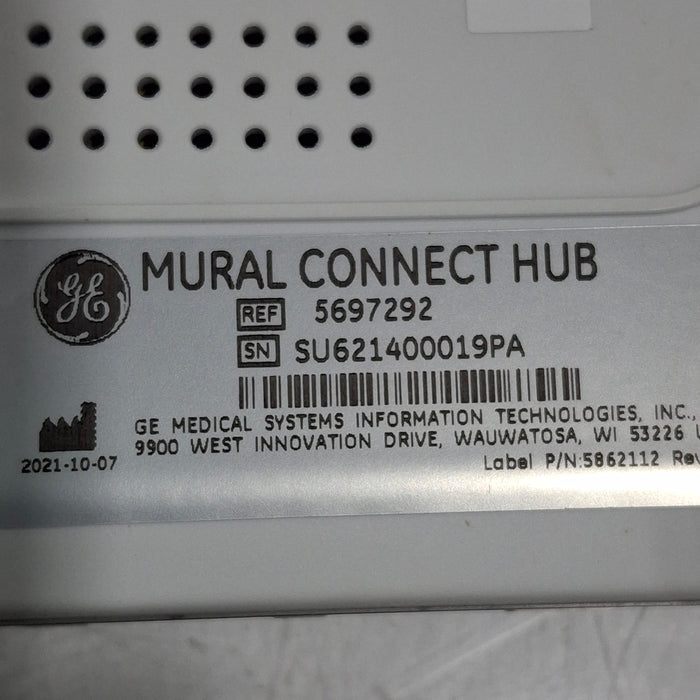 GE MURAL CONNECT HUB
REF 5697292
SN SU621400019PA
GE MEDICAL SYSTEMS INFORMATION TECHNOLOGIES, INC.,
9900 WEST INNOVATION DRIVE, WAUWATOSA, WI 53226
2021-10-07
Label P/N:5862112 Rev